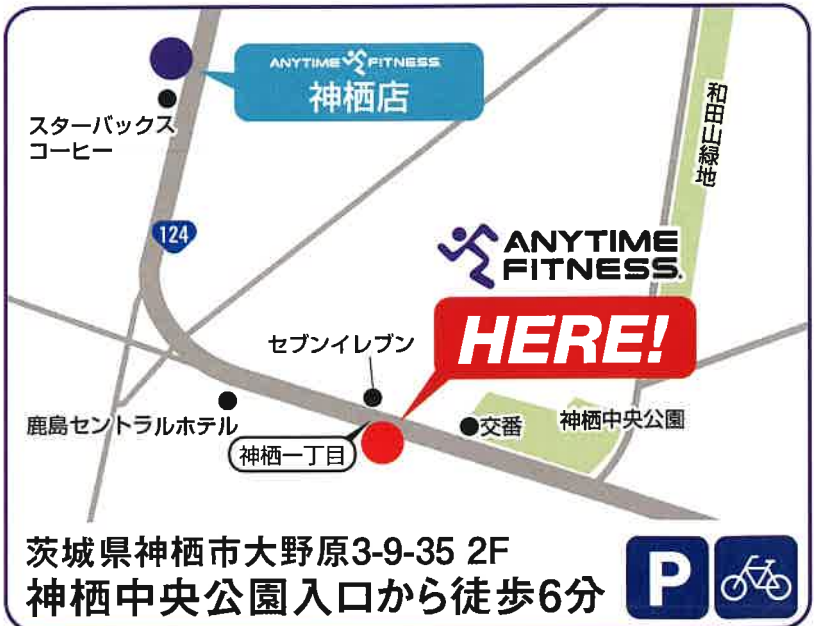 ANYTIME FITNESS
神栖店
スターバックス
コーヒー
和田山緑地
124
ANYTIME
FITNESS.
HERE!
セブンイレブン
鹿島セントラルホテル
神栖一丁目
交番
神栖中央公園
茨城県神栖市大野原3-9-35 2F
神栖中央公園入口から徒歩6分
P